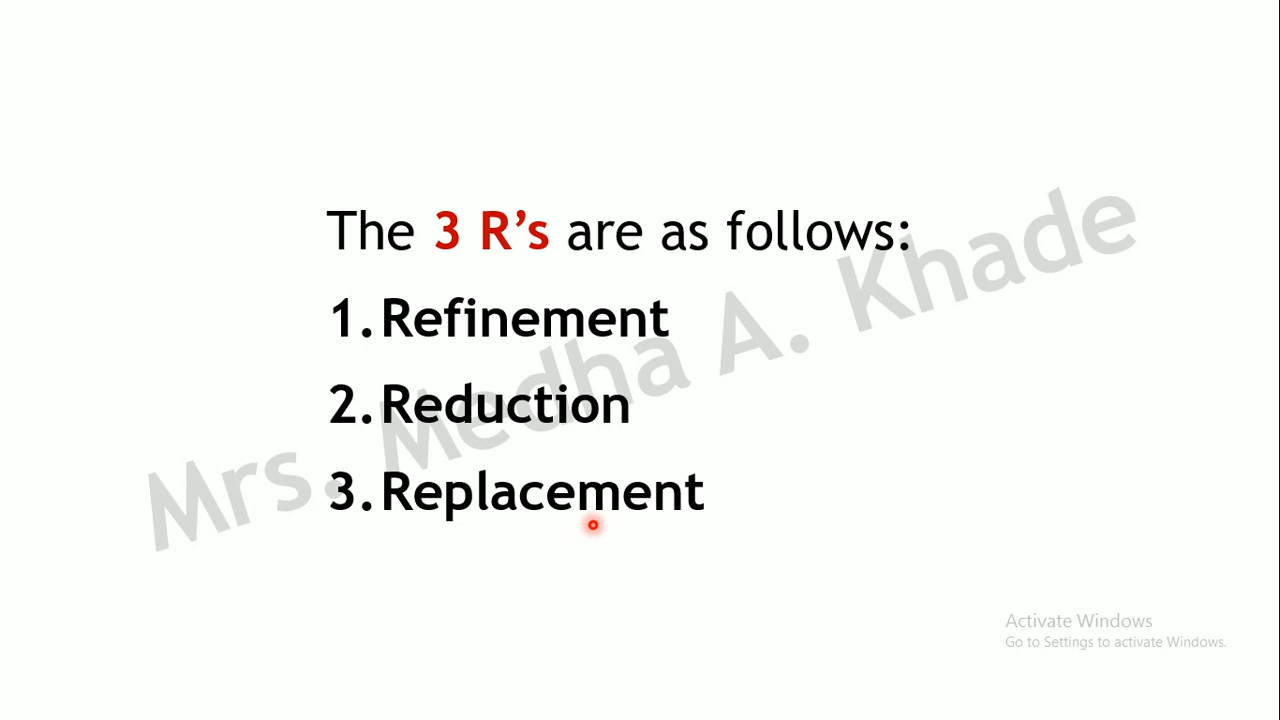 The 3 R’s are as follows:
1. Refinement
2. Reduction
3. Replacement
Mrs. Medha A. Khade
Activate Windows
Go to Settings to activate Windows.